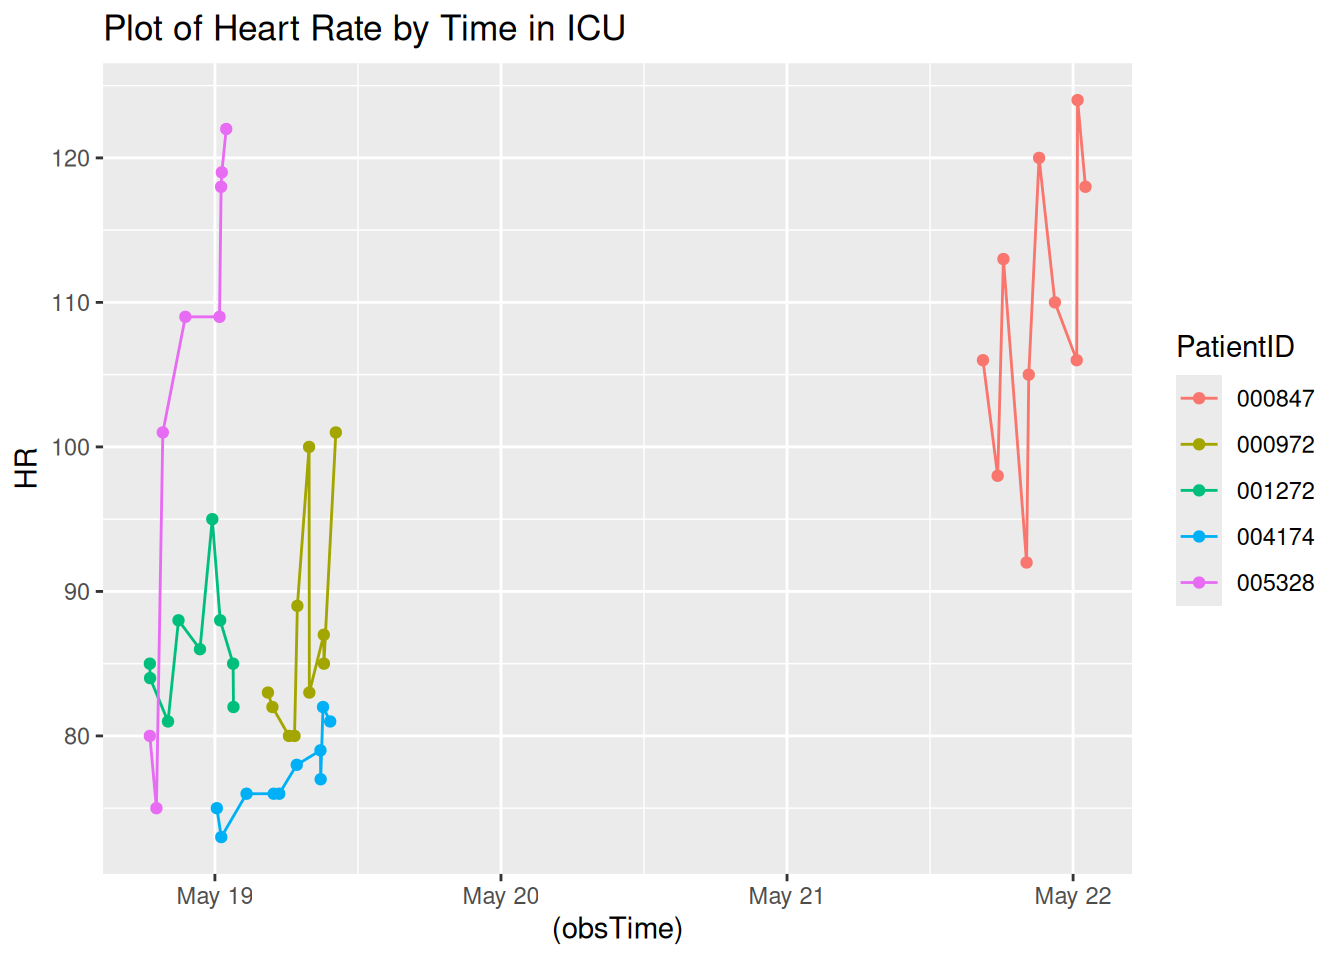 Plot of Heart Rate by Time in ICU
120
110
100
90
80
HR
May 19
May 20
May 21
May 22
(obsTime)
PatientID
000847
000972
001272
004174
005328